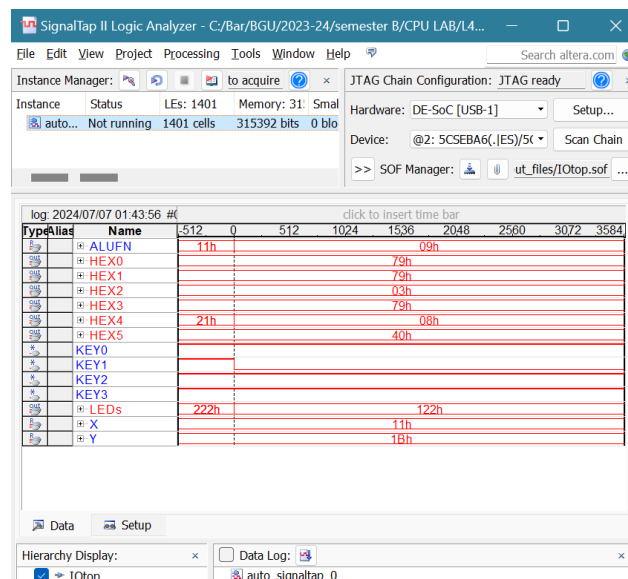 SignalTap II Logic Analyzer - C:/Bar/BGU/2023-24/semester B/CPU LAB/L4...
File Edit View Project Processing Tools Window Help Search altera.com
Instance Manager: to acquire × JTAG Chain Configuration: JTAG ready
Instance Status LEs: 1401 Memory: 31! Smal
auto... Not running 1401 cells 315392 bits 0 blo
Hardware: DE-SoC [USB-1] Setup...
Device: @2: 5CSEBA6(.|ES)/5( Scan Chain
>> SOF Manager: ut_files/IOtop.sof ...
log: 2024/07/07 01:43:56 #( click to insert time bar
Type Alias Name -512 0 512 1024 1536 2048 2560 3072 3584
ALUFN 11h 09h
HEX0 79h
HEX1 79h
HEX2 03h
HEX3 79h
HEX4 21h 08h
HEX5 40h
KEY0
KEY1
KEY2
KEY3
LEDs 222h 122h
X 11h
Y 1Bh
Data Setup
Hierarchy Display: × Data Log: ×
IOtop auto_signaltap_0